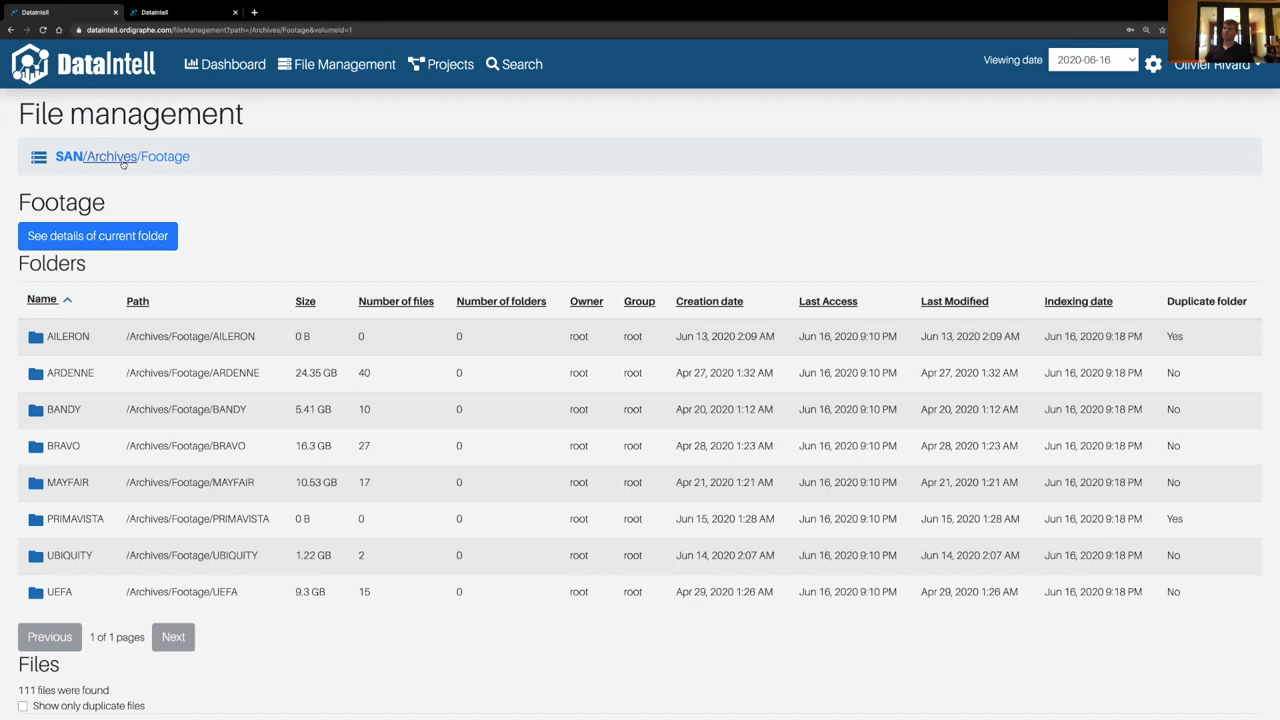 DataIntell
DataIntell
dataintell.ordigraphe.com/fileManagement?path=/Archives/Footage&volumeId=1
DataIntell
Dashboard
File Management
Projects
Search
Viewing date
2020-06-16
Olivier Rivard
File management
SAN/Archives/Footage
Footage
See details of current folder
Folders
Name Path Size Number of files Number of folders Owner Group Creation date Last Access Last Modified Indexing date Duplicate folder
AILERON /Archives/Footage/AILERON 0 B 0 0 root root Jun 13, 2020 2:09 AM Jun 16, 2020 9:10 PM Jun 13, 2020 2:09 AM Jun 16, 2020 9:18 PM Yes
ARDENNE /Archives/Footage/ARDENNE 24.35 GB 40 0 root root Apr 27, 2020 1:32 AM Jun 16, 2020 9:10 PM Apr 27, 2020 1:32 AM Jun 16, 2020 9:18 PM No
BANDY /Archives/Footage/BANDY 5.41 GB 10 0 root root Apr 20, 2020 1:12 AM Jun 16, 2020 9:10 PM Apr 20, 2020 1:12 AM Jun 16, 2020 9:18 PM No
BRAVO /Archives/Footage/BRAVO 16.3 GB 27 0 root root Apr 28, 2020 1:23 AM Jun 16, 2020 9:10 PM Apr 28, 2020 1:23 AM Jun 16, 2020 9:18 PM No
MAYFAIR /Archives/Footage/MAYFAIR 10.53 GB 17 0 root root Apr 21, 2020 1:21 AM Jun 16, 2020 9:10 PM Apr 21, 2020 1:21 AM Jun 16, 2020 9:18 PM No
PRIMAVISTA /Archives/Footage/PRIMAVISTA 0 B 0 0 root root Jun 15, 2020 1:28 AM Jun 16, 2020 9:10 PM Jun 15, 2020 1:28 AM Jun 16, 2020 9:18 PM Yes
UBIQUITY /Archives/Footage/UBIQUITY 1.22 GB 2 0 root root Jun 14, 2020 2:07 AM Jun 16, 2020 9:10 PM Jun 14, 2020 2:07 AM Jun 16, 2020 9:18 PM No
UEFA /Archives/Footage/UEFA 9.3 GB 15 0 root root Apr 29, 2020 1:26 AM Jun 16, 2020 9:10 PM Apr 29, 2020 1:26 AM Jun 16, 2020 9:18 PM No
Previous 1 of 1 pages Next
Files
111 files were found
Show only duplicate files